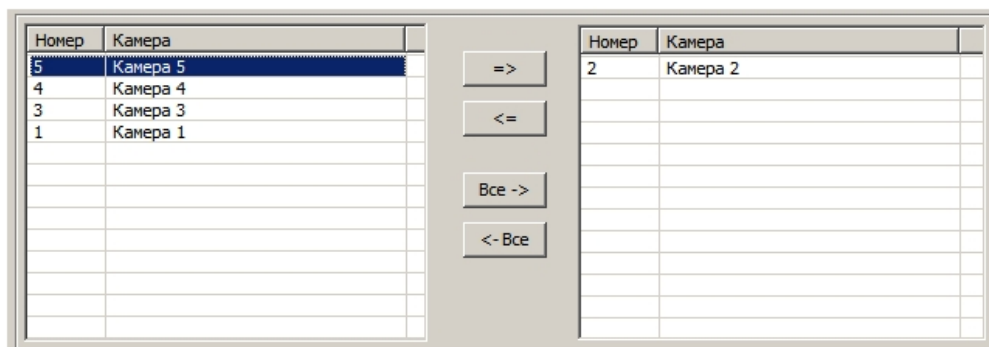 Номер Камера
5 Камера 5
4 Камера 4
3 Камера 3
1 Камера 1
=>
<=
Все ->
<- Все
Номер Камера
2 Камера 2